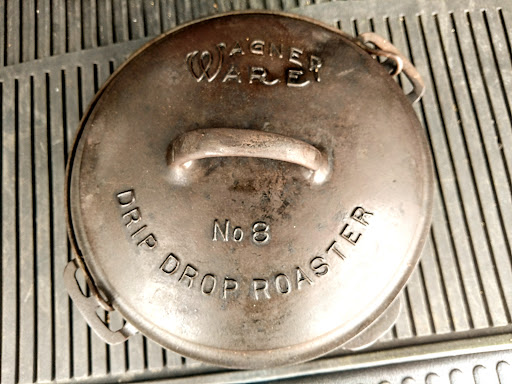 WAGNER
WARE
No 8
DRIP DROP ROASTER